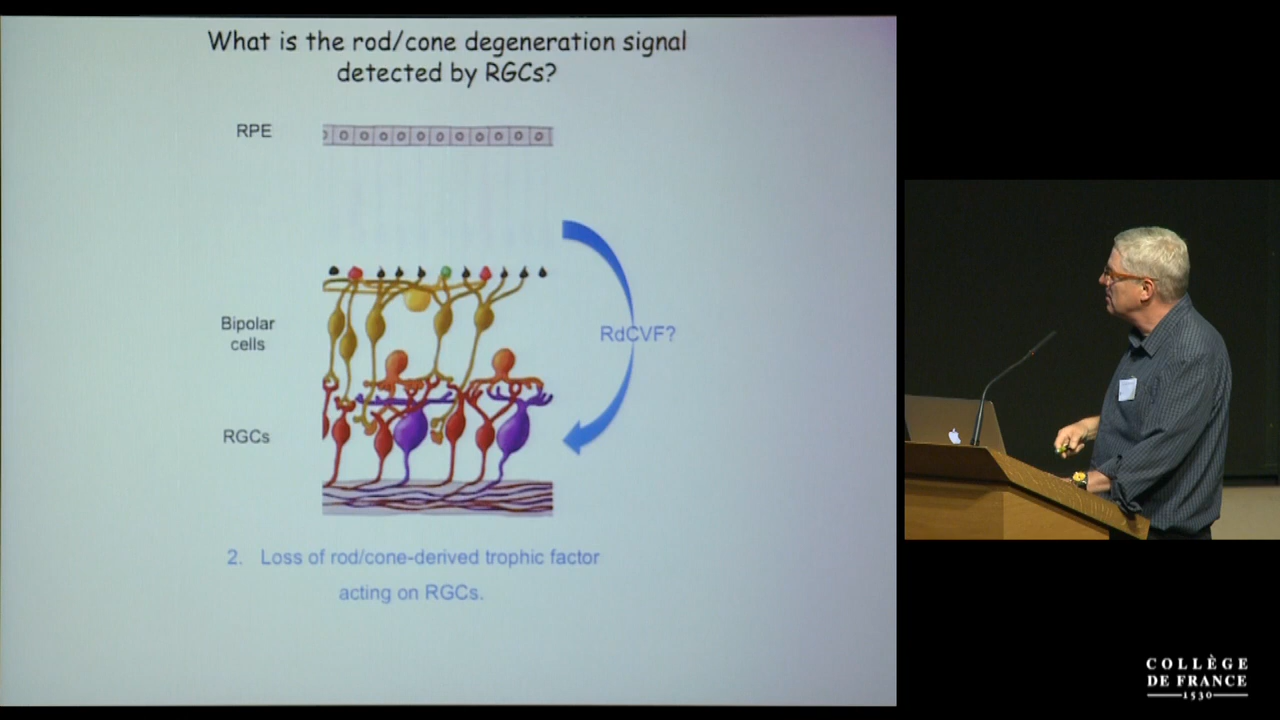 What is the rod/cone degeneration signal
detected by RGCs?
RPE
Bipolar
cells
RdCVF?
RGCs
2. Loss of rod/cone-derived trophic factor
acting on RGCs.
COLLÈGE
DE FRANCE
1530